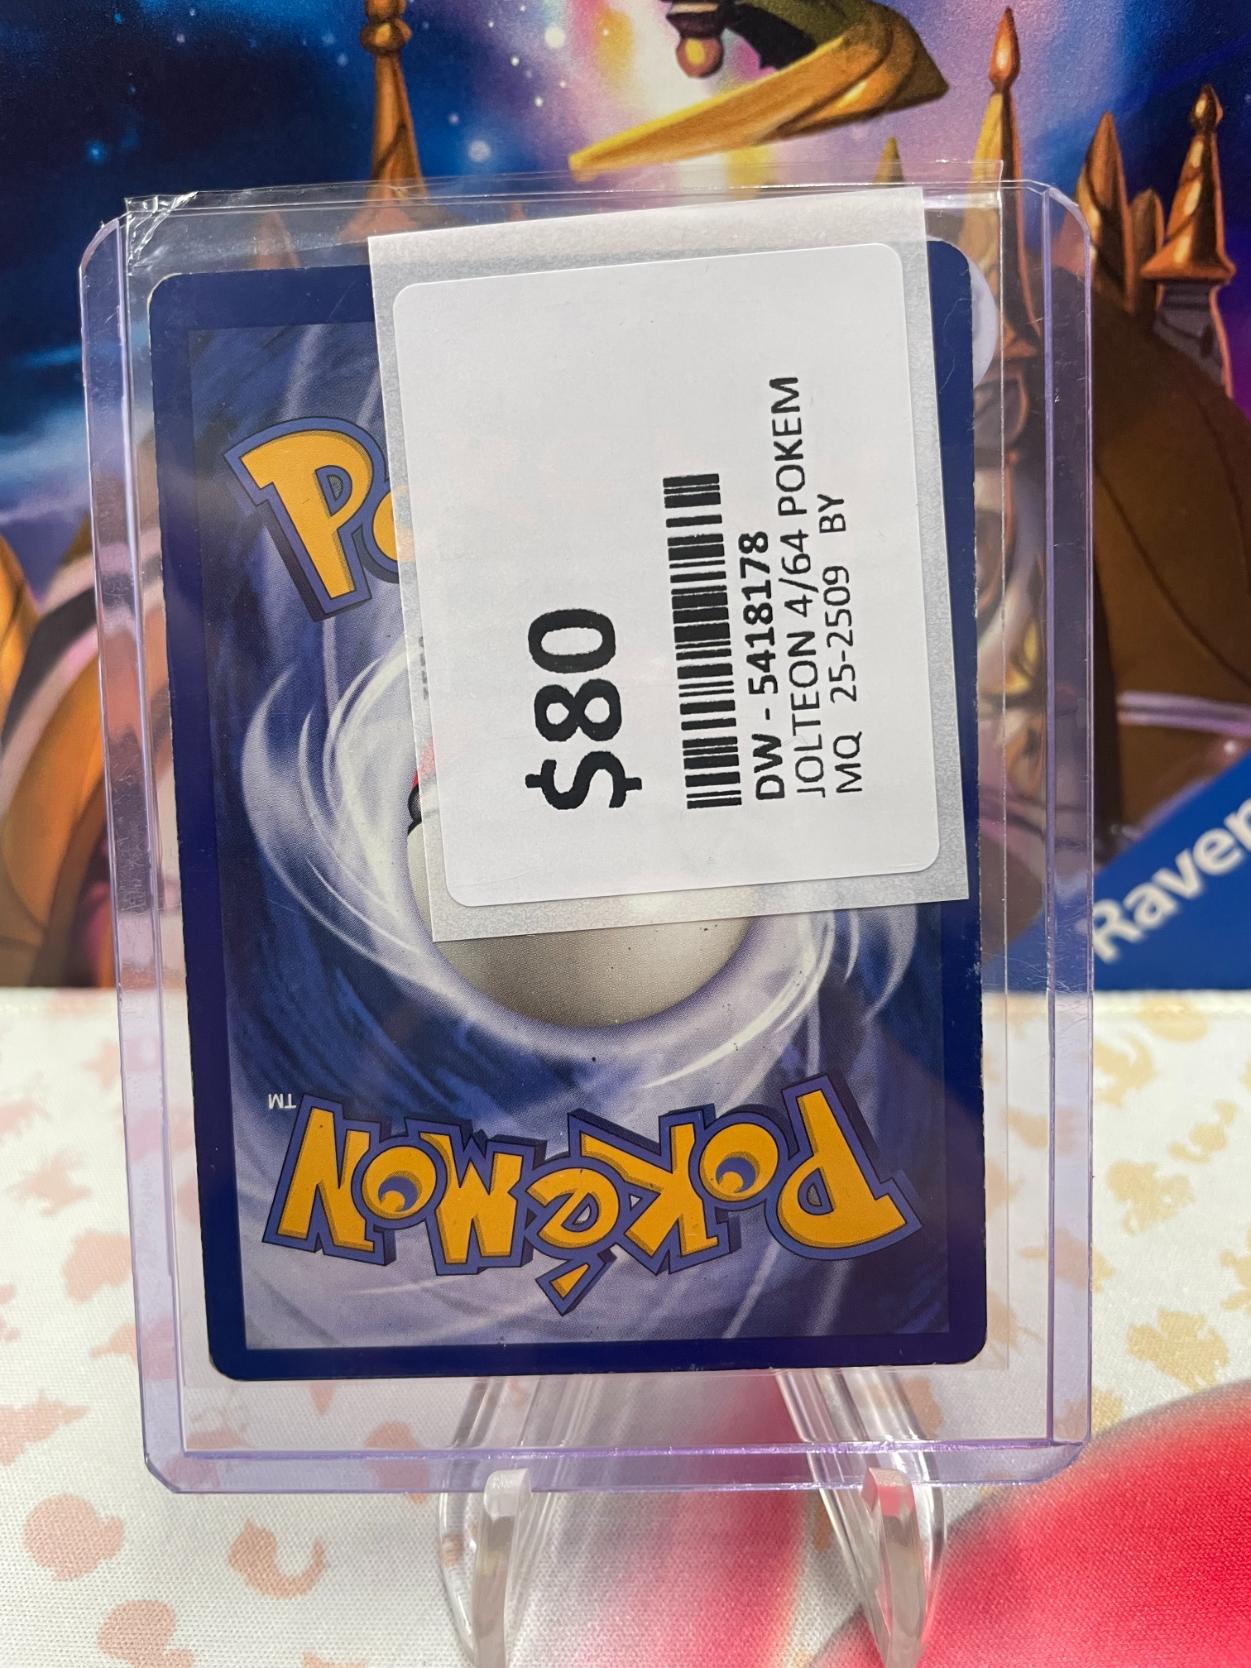 $80
DW - 5418178
JOLTEON 4/64 POKEM
MQ 25-2509 BY
POKéMON
TM
Raven